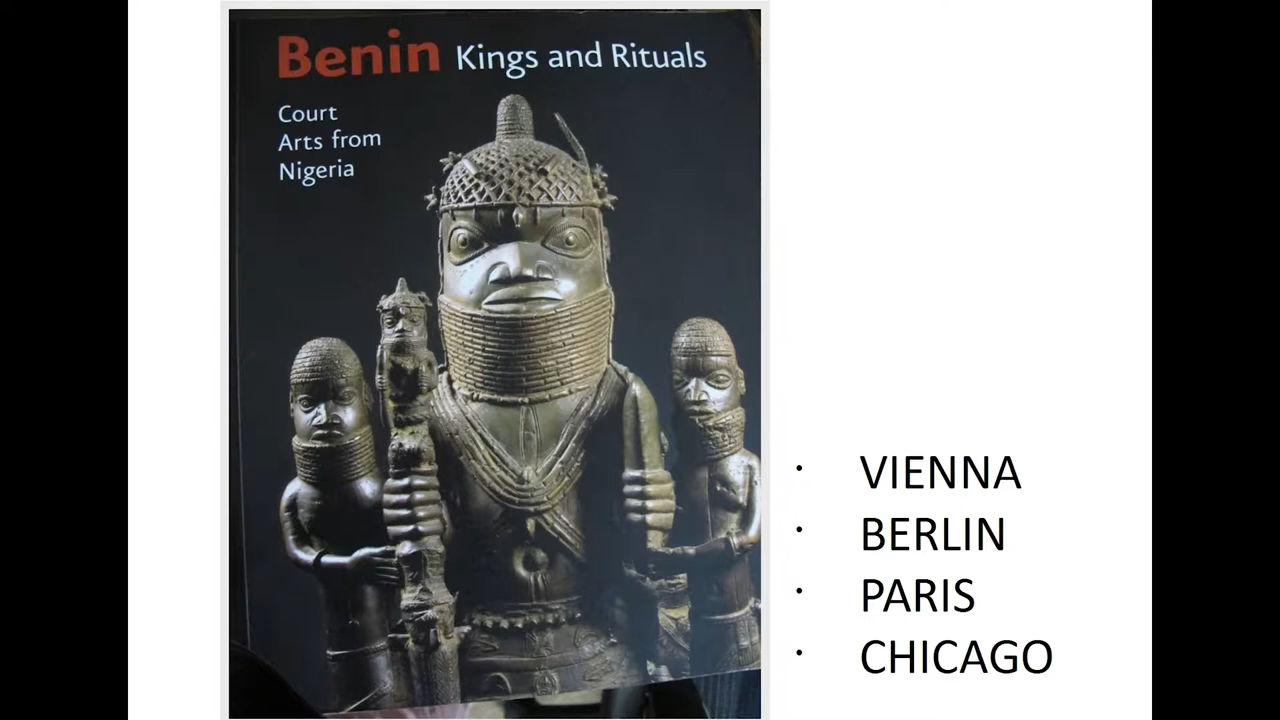 Benin Kings and Rituals
Court
Arts from
Nigeria
· VIENNA
· BERLIN
· PARIS
· CHICAGO